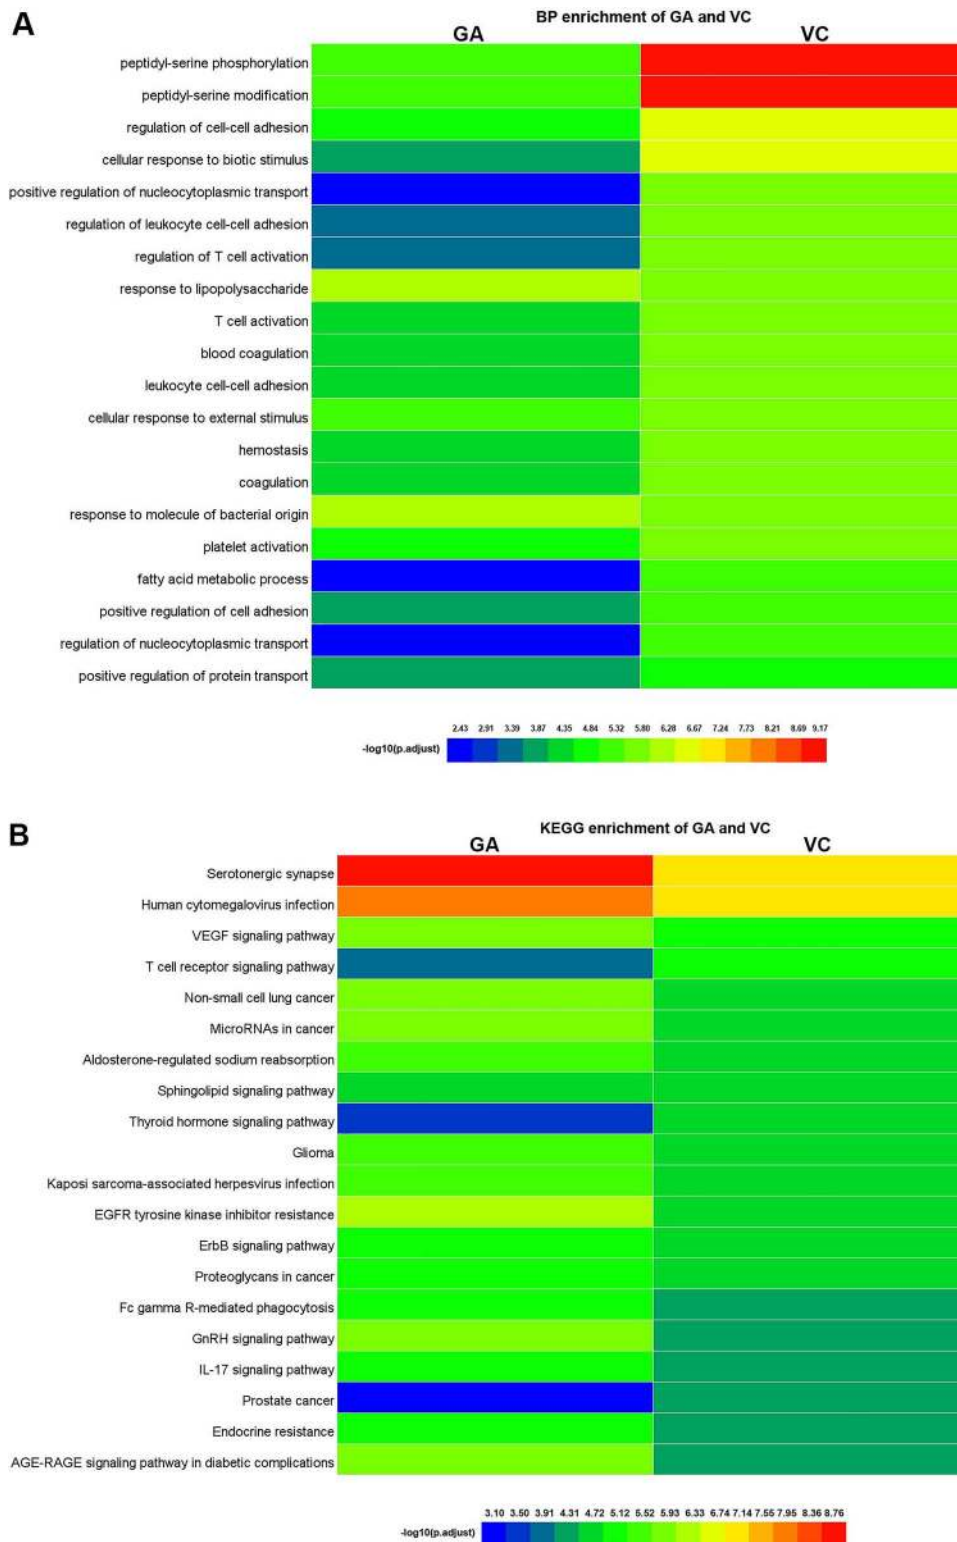 A
BP enrichment of GA and VC
GA VC
peptidyl-serine phosphorylation
peptidyl-serine modification
regulation of cell-cell adhesion
cellular response to biotic stimulus
positive regulation of nucleocytoplasmic transport
regulation of leukocyte cell-cell adhesion
regulation of T cell activation
response to lipopolysaccharide
T cell activation
blood coagulation
leukocyte cell-cell adhesion
cellular response to external stimulus
hemostasis
coagulation
response to molecule of bacterial origin
platelet activation
fatty acid metabolic process
positive regulation of cell adhesion
regulation of nucleocytoplasmic transport
positive regulation of protein transport
2.43 2.91 3.39 3.87 4.35 4.84 5.32 5.80 6.28 6.67 7.24 7.73 8.21 8.69 9.17
-log10(p.adjust)
B
KEGG enrichment of GA and VC
GA VC
Serotonergic synapse
Human cytomegalovirus infection
VEGF signaling pathway
T cell receptor signaling pathway
Non-small cell lung cancer
MicroRNAs in cancer
Aldosterone-regulated sodium reabsorption
Sphingolipid signaling pathway
Thyroid hormone signaling pathway
Glioma
Kaposi sarcoma-associated herpesvirus infection
EGFR tyrosine kinase inhibitor resistance
ErbB signaling pathway
Proteoglycans in cancer
Fc gamma R-mediated phagocytosis
GnRH signaling pathway
IL-17 signaling pathway
Prostate cancer
Endocrine resistance
AGE-RAGE signaling pathway in diabetic complications
3.10 3.50 3.91 4.31 4.72 5.12 5.52 5.93 6.33 6.74 7.14 7.55 7.95 8.36 8.76
-log10(p.adjust)